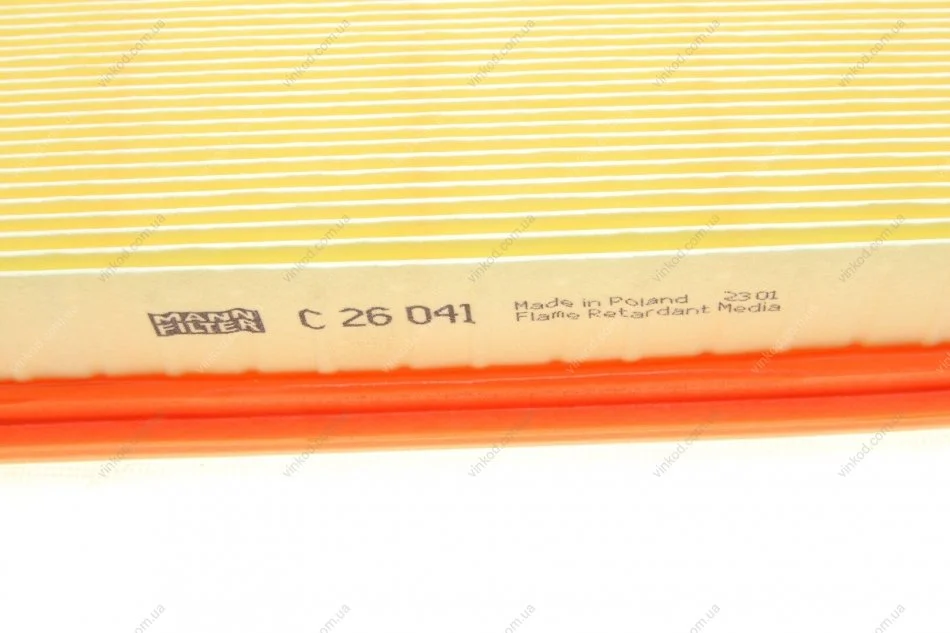 MANN
FILTER
C 26 041
Made in Poland 23 01
Flame Retardant Media
vinkod.com.ua